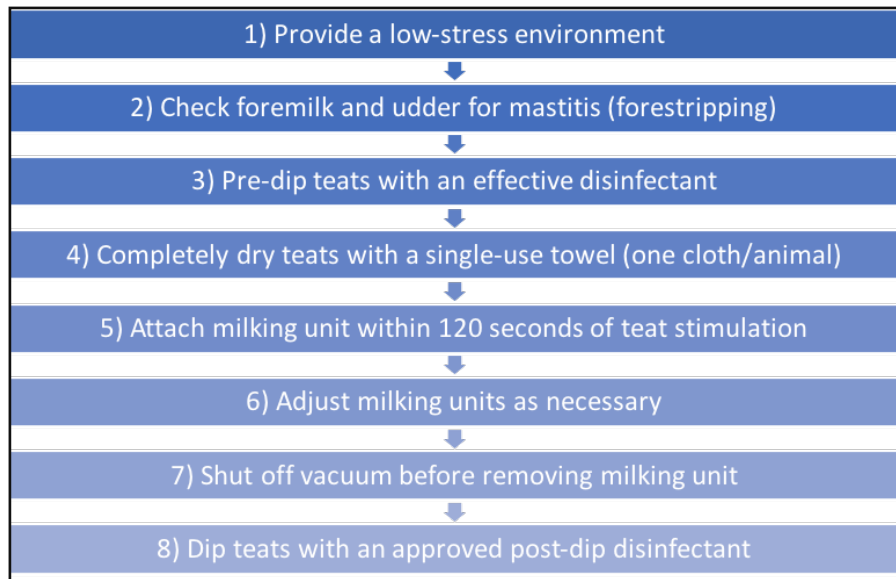 1) Provide a low-stress environment
2) Check foremilk and udder for mastitis (forestripping)
3) Pre-dip teats with an effective disinfectant
4) Completely dry teats with a single-use towel (one cloth/animal)
5) Attach milking unit within 120 seconds of teat stimulation
6) Adjust milking units as necessary
7) Shut off vacuum before removing milking unit
8) Dip teats with an approved post-dip disinfectant